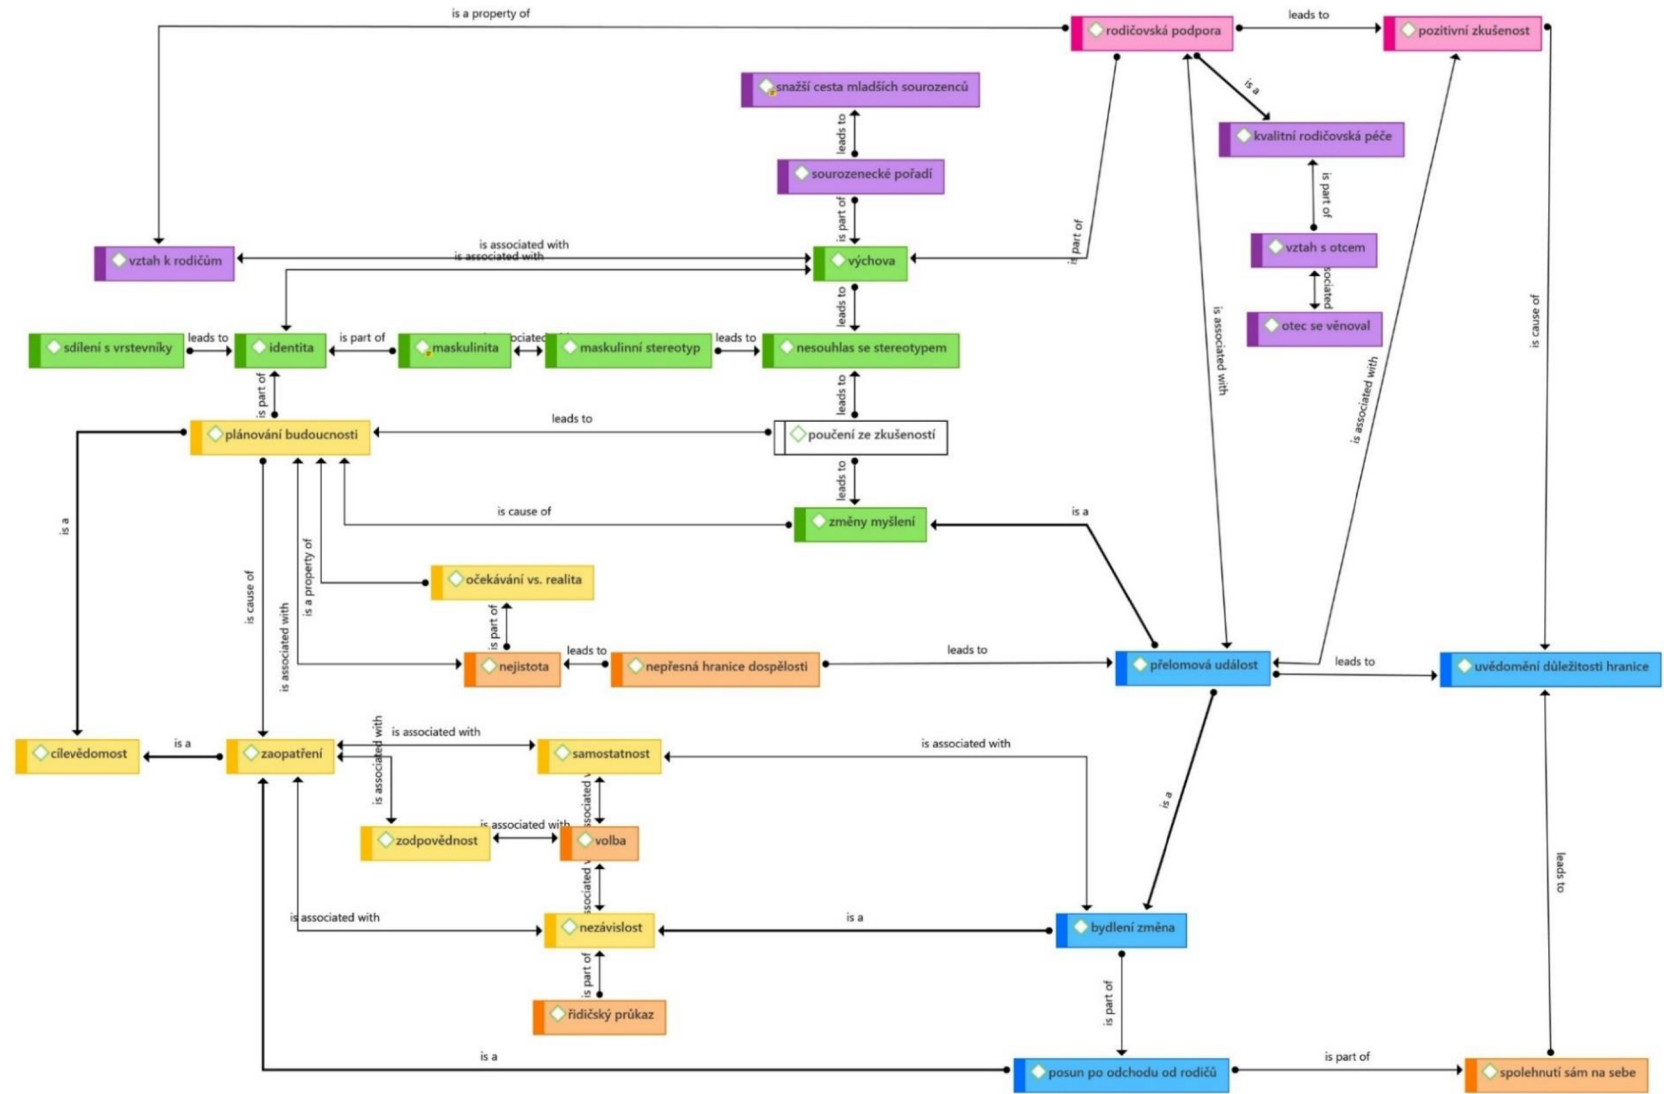 is a property of
rodičovská podpora
leads to
pozitivní zkušenost
snažší cesta mladších sourozenců
is a
leads to
kvalitní rodičovská péče
sourozenecké pořadí
is part of
is part of
is associated with
is associated with
vztah k rodičům
výchova
is part of
vztah s otcem
sociated
leads to
is cause of
otec se věnoval
is associated with
sdílení s vrstevníky
leads to
identita
is part of
maskulinita
maskulinní stereotyp
leads to
nesouhlas se stereotypem
is part of
leads to
is associated with
plánování budoucnosti
leads to
poučení ze zkušeností
leads to
is a
is cause of
změny myšlení
is a
is a property of
is cause of
očekávání vs. realita
is associated with
is part of
nejistota
leads to
nepřesná hranice dospělosti
leads to
přelomová událost
leads to
uvědomění důležitosti hranice
cílevědomost
is a
zaopatření
is associated with
is associated with
samostatnost
is associated with
is a
zodpovědnost
is associated with
volba
leads to
is associated with
nezávislost
is a
bydlení změna
is part of
is part of
řidičský průkaz
is a
posun po odchodu od rodičů
is part of
spolehnutí sám na sebe